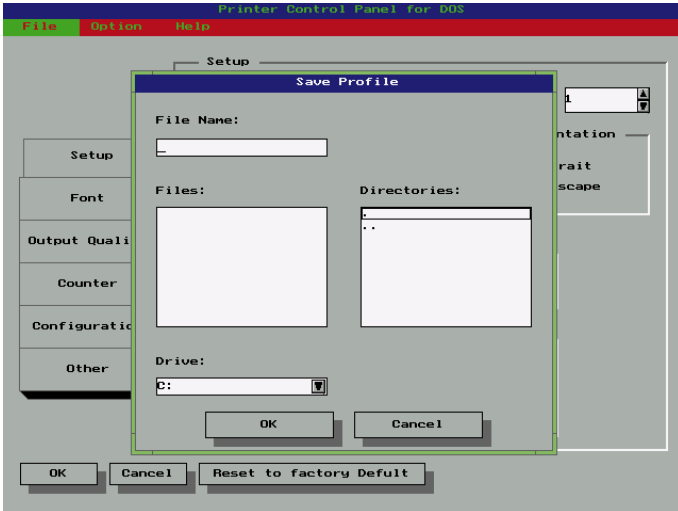 Printer Control Panel for DOS
File Option Help
Setup
Save Profile
1
File Name:
_
ntation
Setup
rait
Font
Files:
Directories:
scape
.
..
Output Quali
Counter
Configuratio
Other
Drive:
C:
OK Cancel
OK Cancel Reset to factory Defult